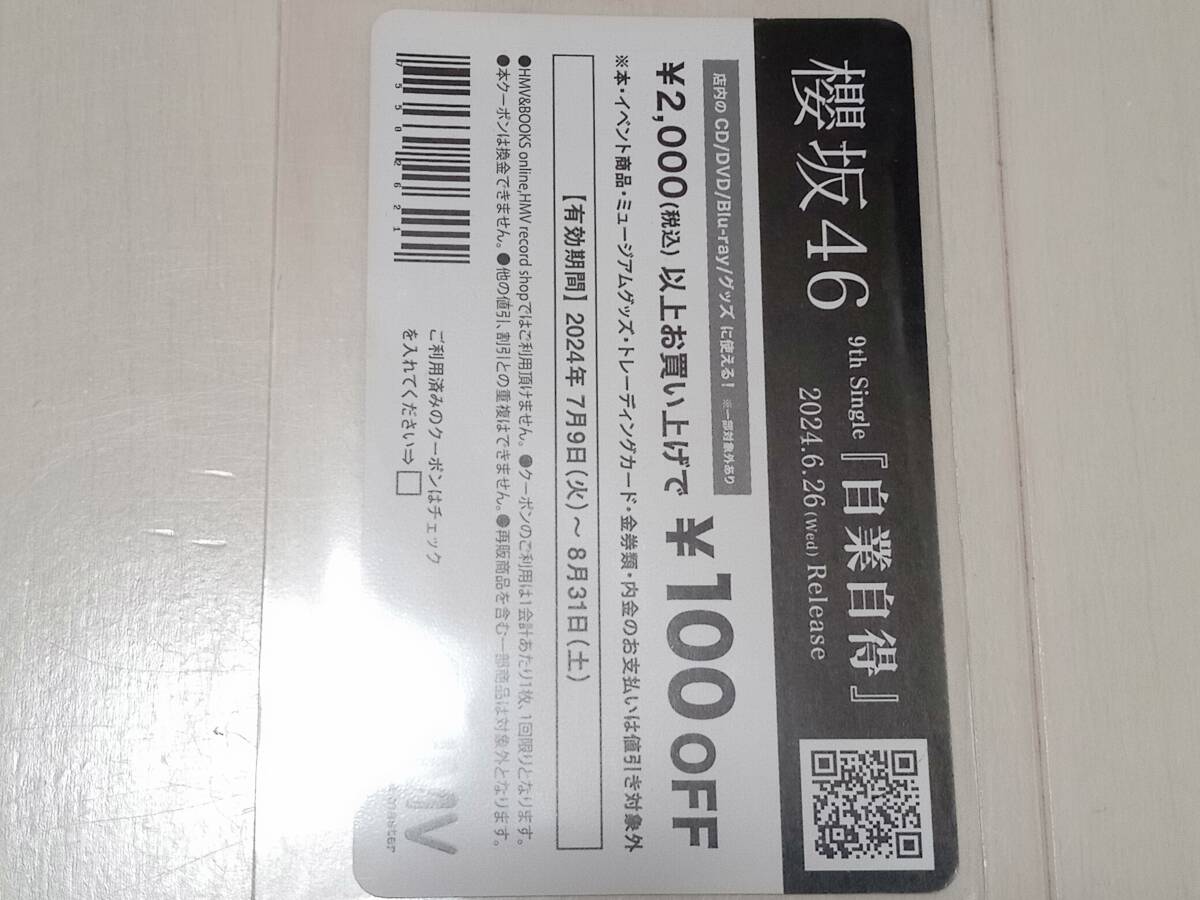 櫻坂46
9th Single『自業自得』
2024.6.26(Wed) Release
店内の CD/DVD/Blu-ray/グッズ に使える! ※一部対象外あり
¥2,000(税込)以上お買い上げで ¥100OFF
※本・イベント商品・ミュージアムグッズ・トレーディングカード・金券類・内金のお支払いは値引き対象外
【有効期間】2024年 7月9日(火)～ 8月31日(土)
●HMV&BOOKS online,HMV record shopではご利用頂けません。●クーポンのご利用は1会計あたり1枚、1回限りとなります。
●本クーポンは換金できません。●他の値引、割引との重複はできません。●再販商品を含む一部商品は対象外となります。
ご利用済みのクーポンはチェック
を入れてください⇒□